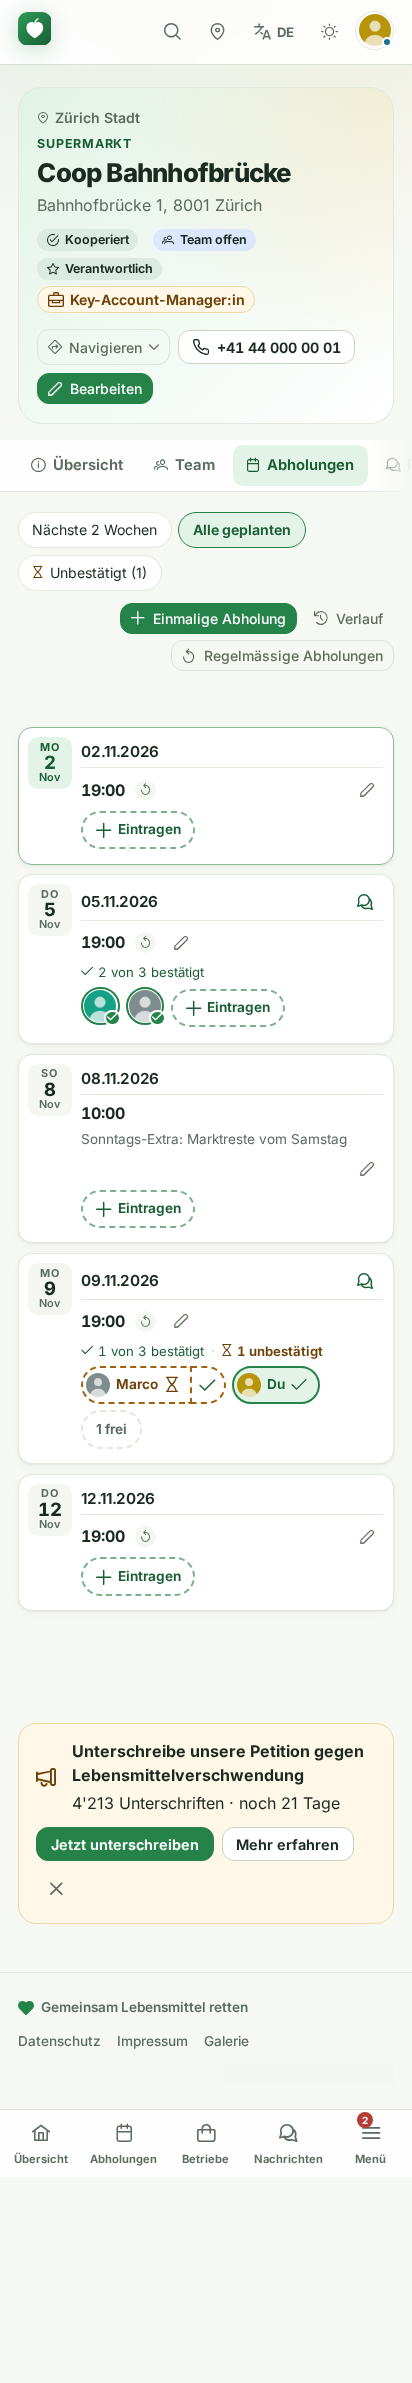 DE
Zürich Stadt
SUPERMARKT
Coop Bahnhofbrücke
Bahnhofbrücke 1, 8001 Zürich
Kooperiert Team offen
Verantwortlich
Key-Account-Manager:in
Navigieren +41 44 000 00 01
Bearbeiten
Übersicht Team Abholungen
Nächste 2 Wochen Alle geplanten
Unbestätigt (1)
Einmalige Abholung Verlauf
Regelmässige Abholungen
MO
2
Nov
02.11.2026
19:00
Eintragen
DO
5
Nov
05.11.2026
19:00
2 von 3 bestätigt
Eintragen
SO
8
Nov
08.11.2026
10:00
Sonntags-Extra: Marktreste vom Samstag
Eintragen
MO
9
Nov
09.11.2026
19:00
1 von 3 bestätigt · 1 unbestätigt
Marco Du
1 frei
DO
12
Nov
12.11.2026
19:00
Eintragen
Unterschreibe unsere Petition gegen
Lebensmittelverschwendung
4'213 Unterschriften · noch 21 Tage
Jetzt unterschreiben Mehr erfahren
Gemeinsam Lebensmittel retten
Datenschutz Impressum Galerie
2
Übersicht Abholungen Betriebe Nachrichten Menü